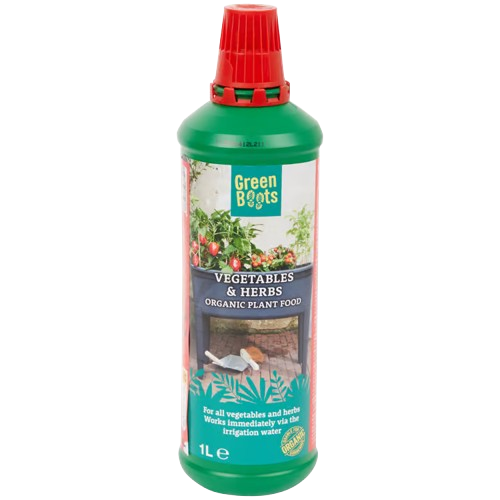 Green
Boots
VEGETABLES
& HERBS
ORGANIC PLANT FOOD
For all vegetables and herbs
Works immediately via the
irrigation water
1L e
ORGANIC